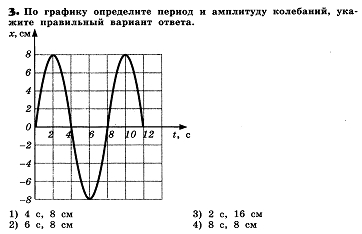 3. По графику определите период и амплитуду колебаний, ука-
жите правильный вариант ответа.
x, см
8
6
4
2
0
2 4 6 8 10 12
t, с
-2
-4
-6
-8
1) 4 с, 8 см
2) 6 с, 8 см
3) 2 с, 16 см
4) 8 с, 8 см